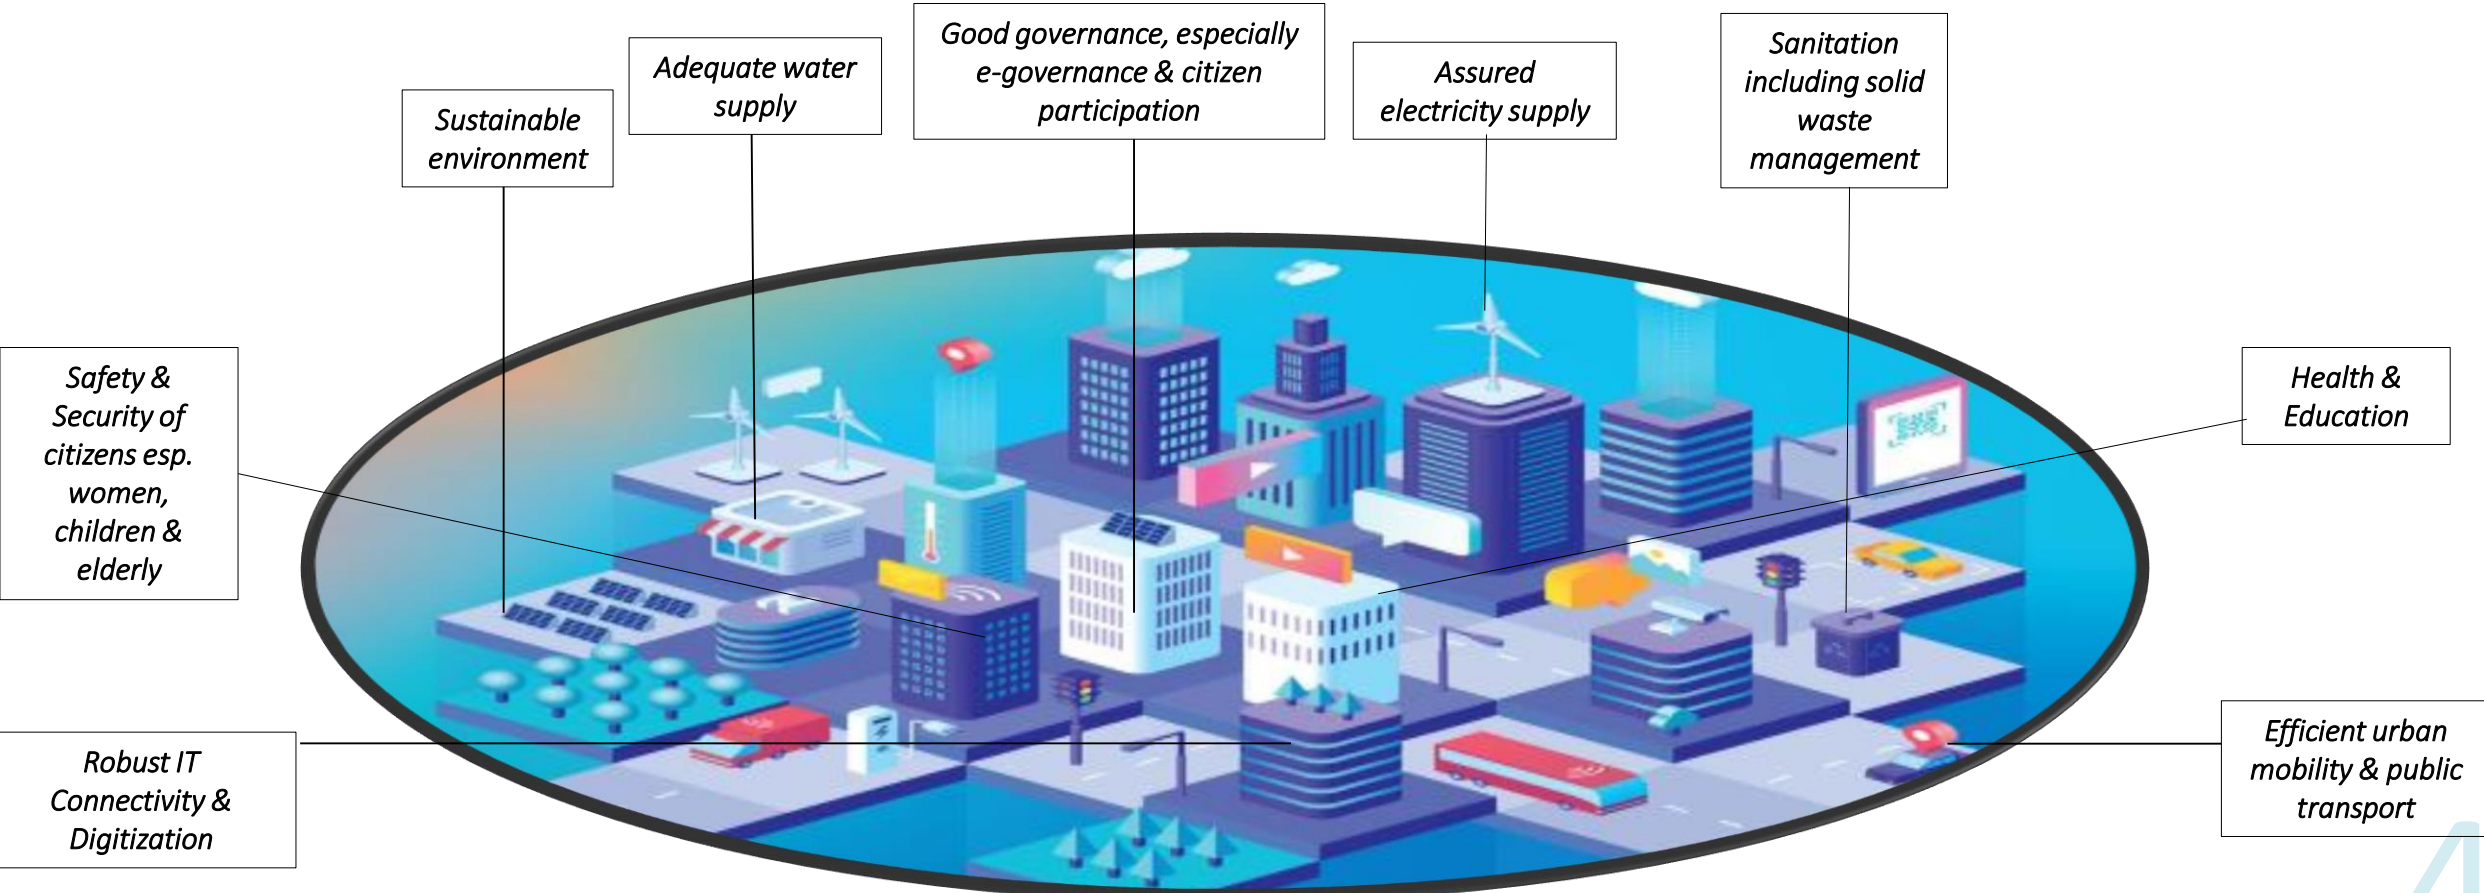 Good governance, especially
e-governance & citizen
participation
Sanitation
including solid
waste
management
Adequate water
supply
Assured
electricity supply
Sustainable
environment
Safety &
Security of
citizens esp.
women,
children &
elderly
Health &
Education
Robust IT
Connectivity &
Digitization
Efficient urban
mobility & public
transport